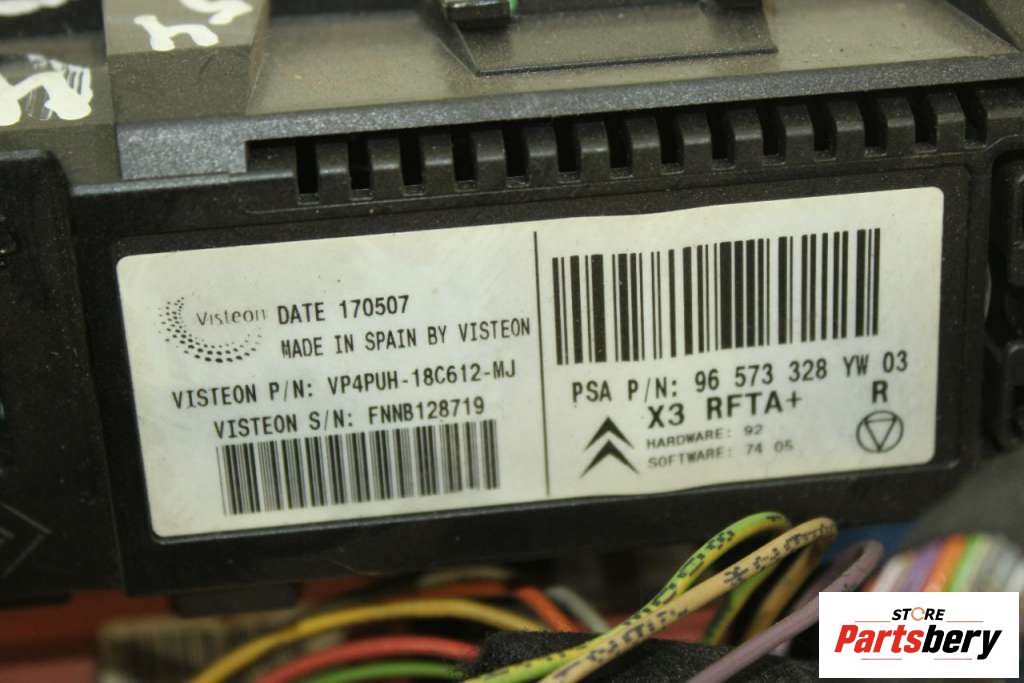 54
Visteon DATE 170507
MADE IN SPAIN BY VISTEON
VISTEON P/N: VP4PUH-18C612-MJ
VISTEON S/N: FNNB128719
PSA P/N: 96 573 328 YW 03
X3 RFTA+ R
HARDWARE: 92
SOFTWARE: 74 05
STORE
Partsbery